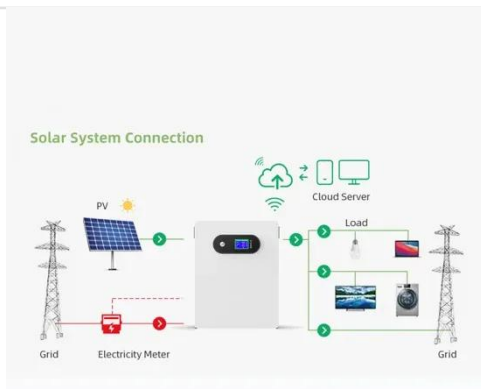 Solar System Connection
Cloud Server
PV
Load
Grid
Electricity Meter
Grid